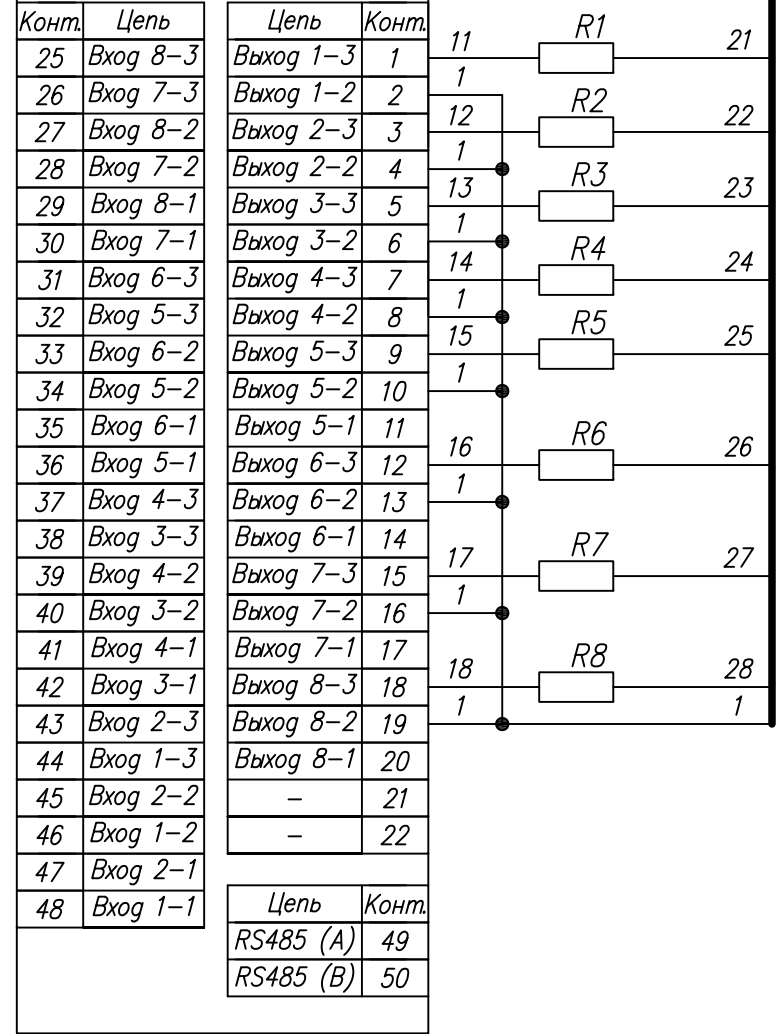 Конт. Цепь Цепь Конт.
25 Вход 8-3 Выход 1-3 1 11 R1 21
26 Вход 7-3 Выход 1-2 2 1
27 Вход 8-2 Выход 2-3 3 12 R2 22
28 Вход 7-2 Выход 2-2 4 1
29 Вход 8-1 Выход 3-3 5 13 R3 23
30 Вход 7-1 Выход 3-2 6 1
31 Вход 6-3 Выход 4-3 7 14 R4 24
32 Вход 5-3 Выход 4-2 8 1
33 Вход 6-2 Выход 5-3 9 15 R5 25
34 Вход 5-2 Выход 5-2 10 1
35 Вход 6-1 Выход 5-1 11
36 Вход 5-1 Выход 6-3 12 16 R6 26
37 Вход 4-3 Выход 6-2 13 1
38 Вход 3-3 Выход 6-1 14
39 Вход 4-2 Выход 7-3 15 17 R7 27
40 Вход 3-2 Выход 7-2 16 1
41 Вход 4-1 Выход 7-1 17
42 Вход 3-1 Выход 8-3 18 18 R8 28
43 Вход 2-3 Выход 8-2 19 1 1
44 Вход 1-3 Выход 8-1 20
45 Вход 2-2 – 21
46 Вход 1-2 – 22
47 Вход 2-1
48 Вход 1-1 Цепь Конт.
RS485 (A) 49
RS485 (B) 50